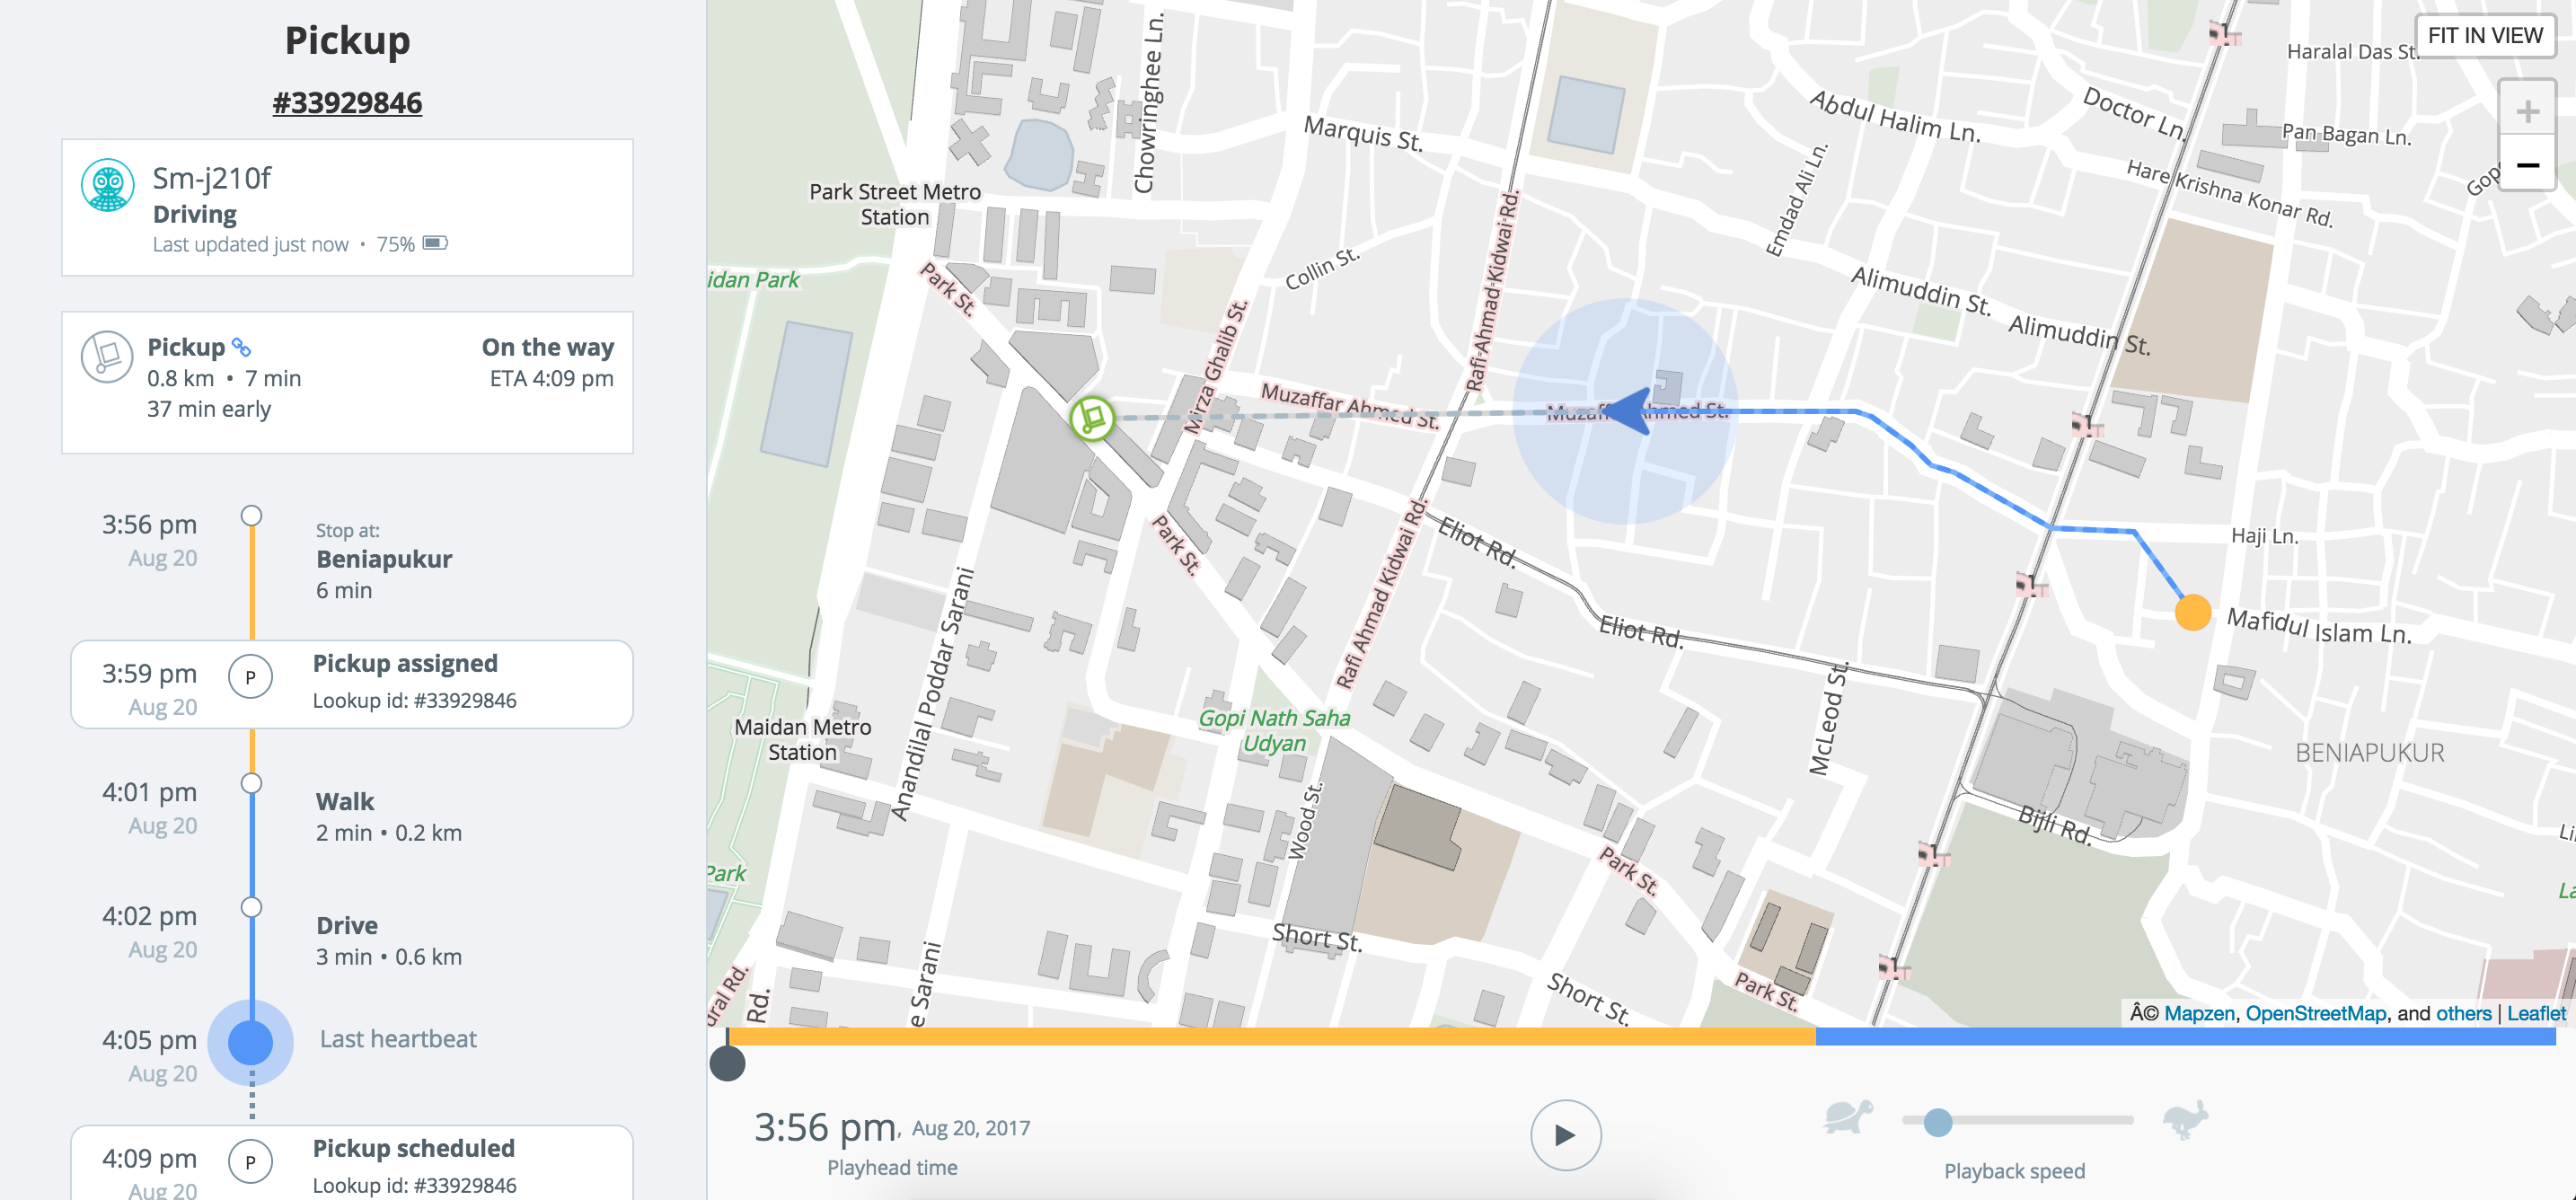 Pickup
#33929846
Sm-j210f
Driving
Last updated just now • 75%
Pickup
On the way
0.8 km • 7 min
ETA 4:09 pm
37 min early
3:56 pm
Aug 20
Stop at:
Beniapukur
6 min
3:59 pm
Aug 20
P
Pickup assigned
Lookup id: #33929846
4:01 pm
Aug 20
Walk
2 min • 0.2 km
4:02 pm
Aug 20
Drive
3 min • 0.6 km
4:05 pm
Aug 20
Last heartbeat
4:09 pm
Aug 20
P
Pickup scheduled
Lookup id: #33929846
FIT IN VIEW
+
−
Haralal Das St.
Doctor Ln.
Pan Bagan Ln.
Abdul Halim Ln.
Hare Krishna Konar Rd.
Chowringhee Ln.
Marquis St.
Emdad Ali Ln.
Park Street Metro
Station
Rafi Ahmad Kidwai Rd.
Collin St.
idan Park
Park St.
Alimuddin St.
Alimuddin St.
Mirza Ghalib St.
Muzaffar Ahmed St.
Muzaffar Ahmed St.
Eliot Rd.
Haji Ln.
Park St.
Rafi Ahmad Kidwai Rd.
Eliot Rd.
Mafidul Islam Ln.
Anandilal Poddar Sarani
Maidan Metro
Station
Gopi Nath Saha
Udyan
McLeod St.
BENIAPUKUR
Wood St.
Bijli Rd.
Park
Park St.
Short St.
e Sarani
dral Rd.
Rd.
Short St.
Park St.
Â© Mapzen, OpenStreetMap, and others | Leaflet
3:56 pm, Aug 20, 2017
Playhead time
Playback speed